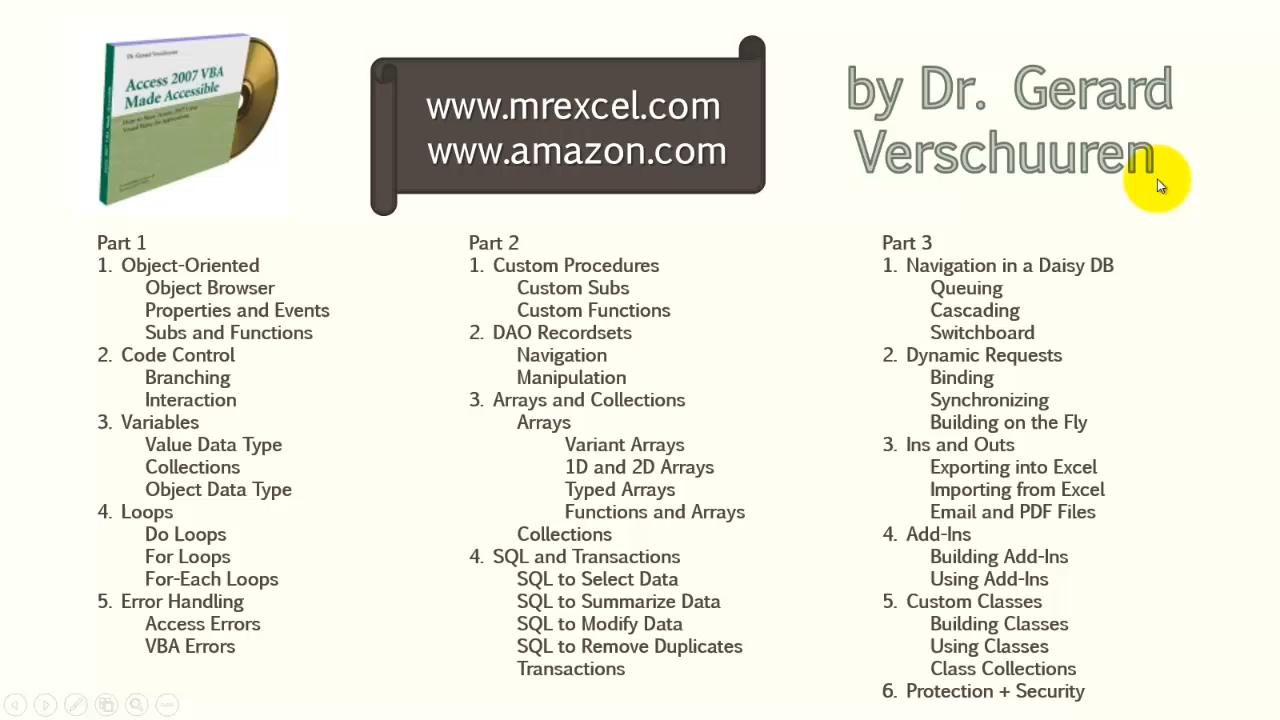 Dr. Gerard Verschuuren
Access 2007 VBA
Made Accessible
www.mrexcel.com
www.amazon.com
by Dr. Gerard
Verschuuren
Part 1
1. Object-Oriented
Object Browser
Properties and Events
Subs and Functions
2. Code Control
Branching
Interaction
3. Variables
Value Data Type
Collections
Object Data Type
4. Loops
Do Loops
For Loops
For-Each Loops
5. Error Handling
Access Errors
VBA Errors
Part 2
1. Custom Procedures
Custom Subs
Custom Functions
2. DAO Recordsets
Navigation
Manipulation
3. Arrays and Collections
Arrays
Variant Arrays
1D and 2D Arrays
Typed Arrays
Functions and Arrays
Collections
4. SQL and Transactions
SQL to Select Data
SQL to Summarize Data
SQL to Modify Data
SQL to Remove Duplicates
Transactions
Part 3
1. Navigation in a Daisy DB
Queuing
Cascading
Switchboard
2. Dynamic Requests
Binding
Synchronizing
Building on the Fly
3. Ins and Outs
Exporting into Excel
Importing from Excel
Email and PDF Files
4. Add-Ins
Building Add-Ins
Using Add-Ins
5. Custom Classes
Building Classes
Using Classes
Class Collections
6. Protection + Security